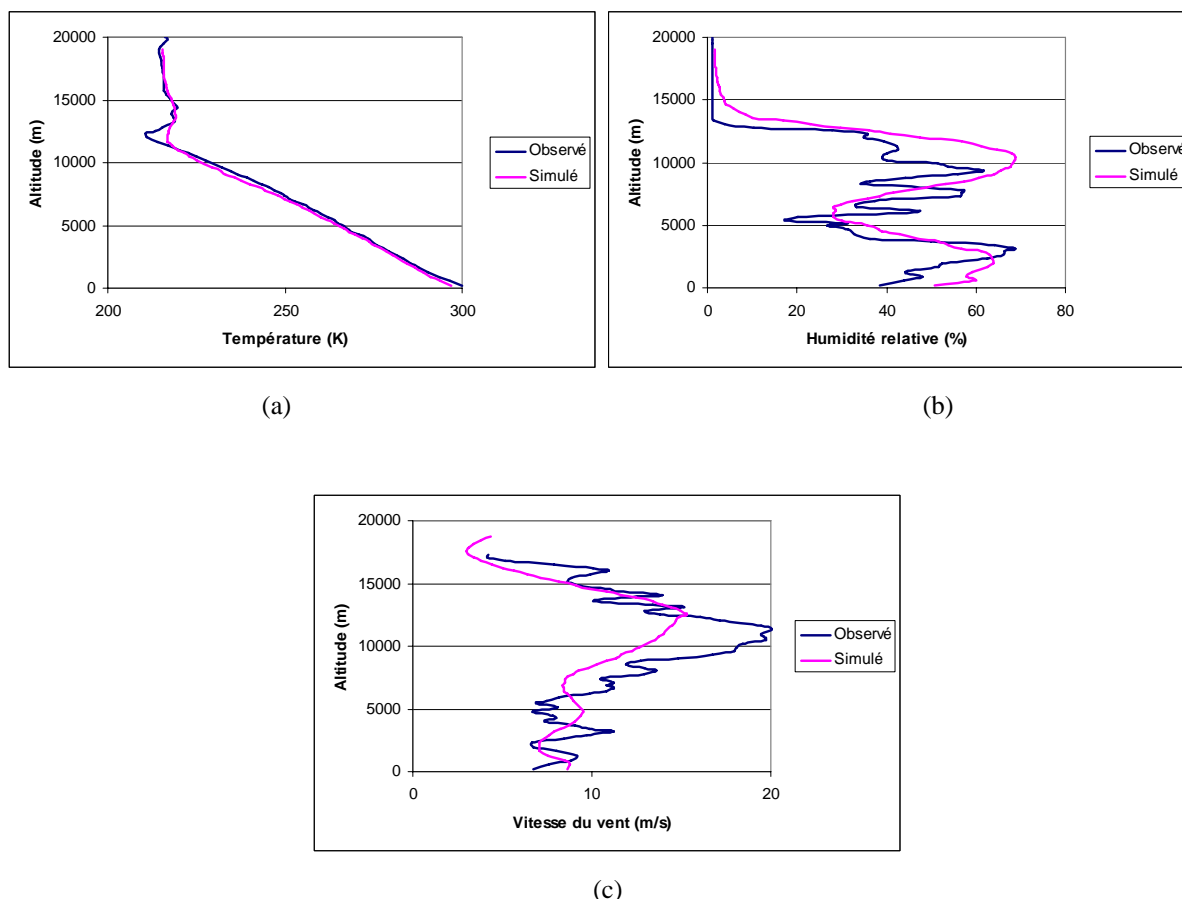 20000
15000
10000
5000
0
Altitude (m)
200
250
300
Température (K)
Observé
Simulé
(a)
20000
15000
10000
5000
0
Altitude (m)
0
20
40
60
80
Humidité relative (%)
Observé
Simulé
(b)
20000
15000
10000
5000
0
Altitude (m)
0
10
20
Vitesse du vent (m/s)
Observé
Simulé
(c)